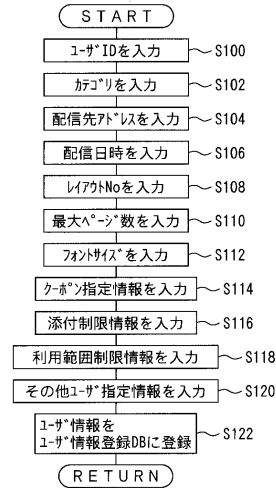 START
ﾕｰｻﾞIDを入力 S100
ｶﾃｺﾞﾘを入力 S102
配信先ｱﾄﾞﾚｽを入力 S104
配信日時を入力 S106
ﾚｲｱｳﾄNoを入力 S108
最大ﾍﾟｰｼﾞ数を入力 S110
ﾌｫﾝﾄｻｲｽﾞを入力 S112
ｸｰﾎﾟﾝ指定情報を入力 S114
添付制限情報を入力 S116
利用範囲制限情報を入力 S118
その他ﾕｰｻﾞ指定情報を入力 S120
ﾕｰｻﾞ情報を
ﾕｰｻﾞ情報登録DBに登録 S122
RETURN